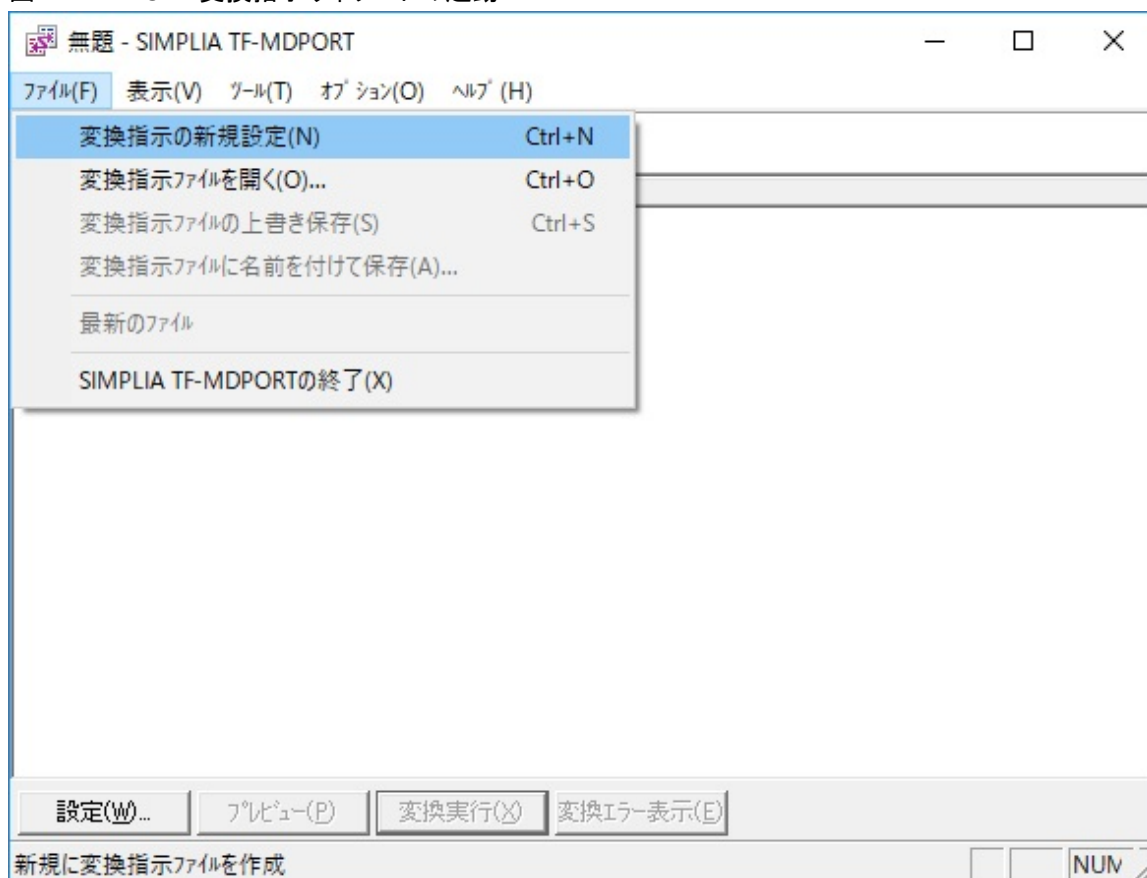 無題 - SIMPLIA TF-MDPORT
ﾌｧｲﾙ(F) 表示(V) ﾂｰﾙ(T) ｵﾌﾟｼｮﾝ(O) ﾍﾙﾌﾟ(H)
変換指示の新規設定(N) Ctrl+N
変換指示ﾌｧｲﾙを開く(O)... Ctrl+O
変換指示ﾌｧｲﾙの上書き保存(S) Ctrl+S
変換指示ﾌｧｲﾙに名前を付けて保存(A)...
最新のﾌｧｲﾙ
SIMPLIA TF-MDPORTの終了(X)
設定(W)... ﾌﾟﾚﾋﾞｭｰ(P) 変換実行(X) 変換ｴﾗｰ表示(E)
新規に変換指示ﾌｧｲﾙを作成 NUM